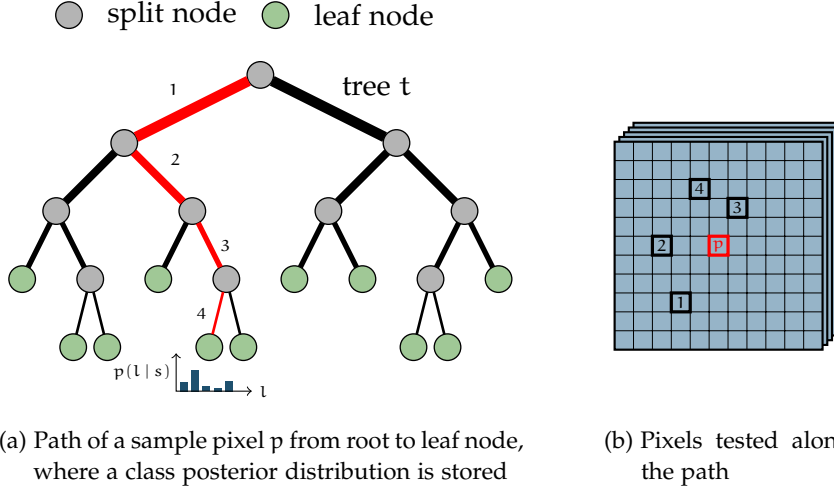 split node leaf node
tree t
1
2
3
4
p(l | s)
l
4
3
2
p
1
(a) Path of a sample pixel p from root to leaf node,
where a class posterior distribution is stored
(b) Pixels tested
the path